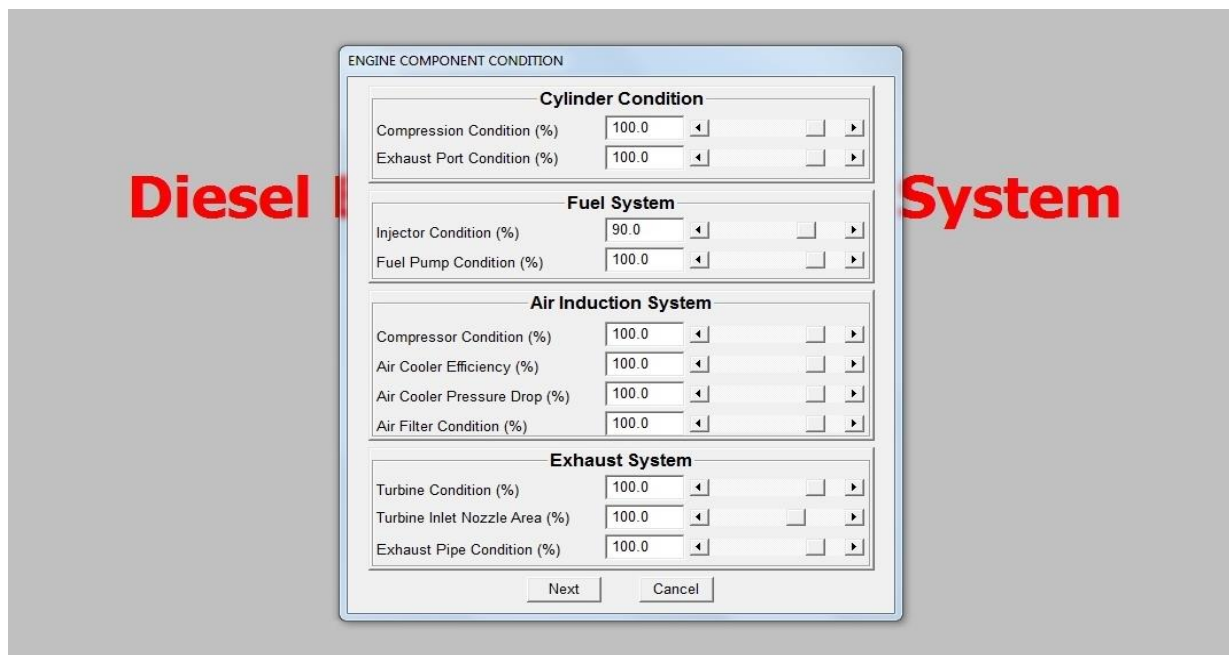 ENGINE COMPONENT CONDITION
Cylinder Condition
Compression Condition (%) 100.0
Exhaust Port Condition (%) 100.0
Diesel System
Fuel System
Injector Condition (%) 90.0
Fuel Pump Condition (%) 100.0
Air Induction System
Compressor Condition (%) 100.0
Air Cooler Efficiency (%) 100.0
Air Cooler Pressure Drop (%) 100.0
Air Filter Condition (%) 100.0
Exhaust System
Turbine Condition (%) 100.0
Turbine Inlet Nozzle Area (%) 100.0
Exhaust Pipe Condition (%) 100.0
Next Cancel